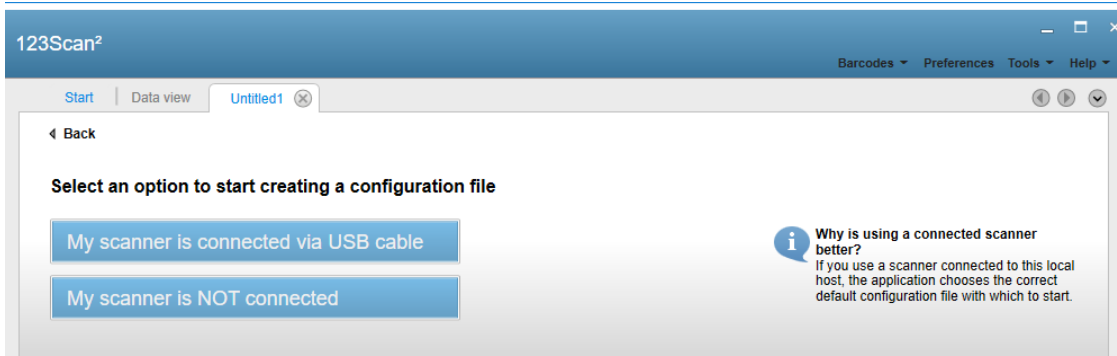 123Scan²
Barcodes Preferences Tools Help
Start Data view Untitled1
Back
Select an option to start creating a configuration file
My scanner is connected via USB cable
My scanner is NOT connected
Why is using a connected scanner
better?
If you use a scanner connected to this local
host, the application chooses the correct
default configuration file with which to start.